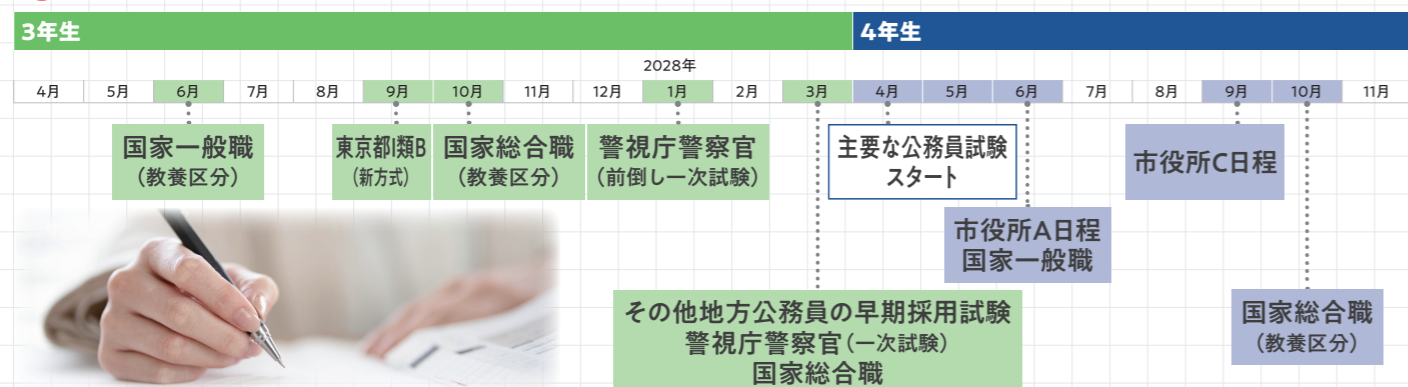 3年生
4年生
2028年
4月 5月 6月 7月 8月 9月 10月 11月 12月 1月 2月 3月 4月 5月 6月 7月 8月 9月 10月 11月
国家一般職
（教養区分）
東京都Ⅰ類B
（新方式）
国家総合職
（教養区分）
警視庁警察官
（前倒し一次試験）
主要な公務員試験
スタート
市役所C日程
市役所A日程
国家一般職
その他地方公務員の早期採用試験
警視庁警察官（一次試験）
国家総合職
国家総合職
（教養区分）